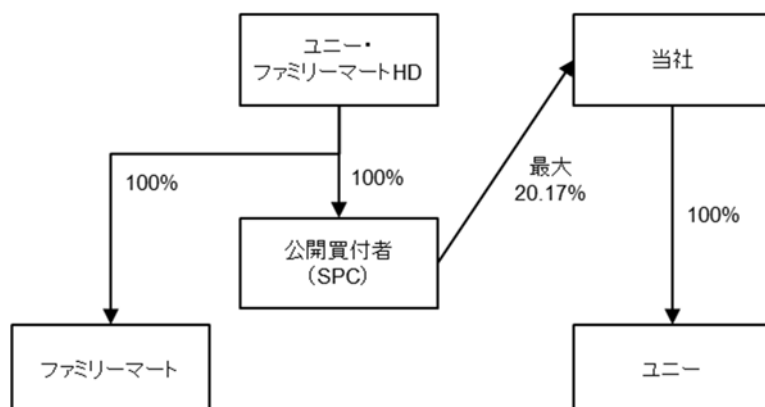 ユニー・
ファミリーマートHD
当社
100%
100%
最大
20.17%
100%
公開買付者
（SPC）
ファミリーマート
ユニー